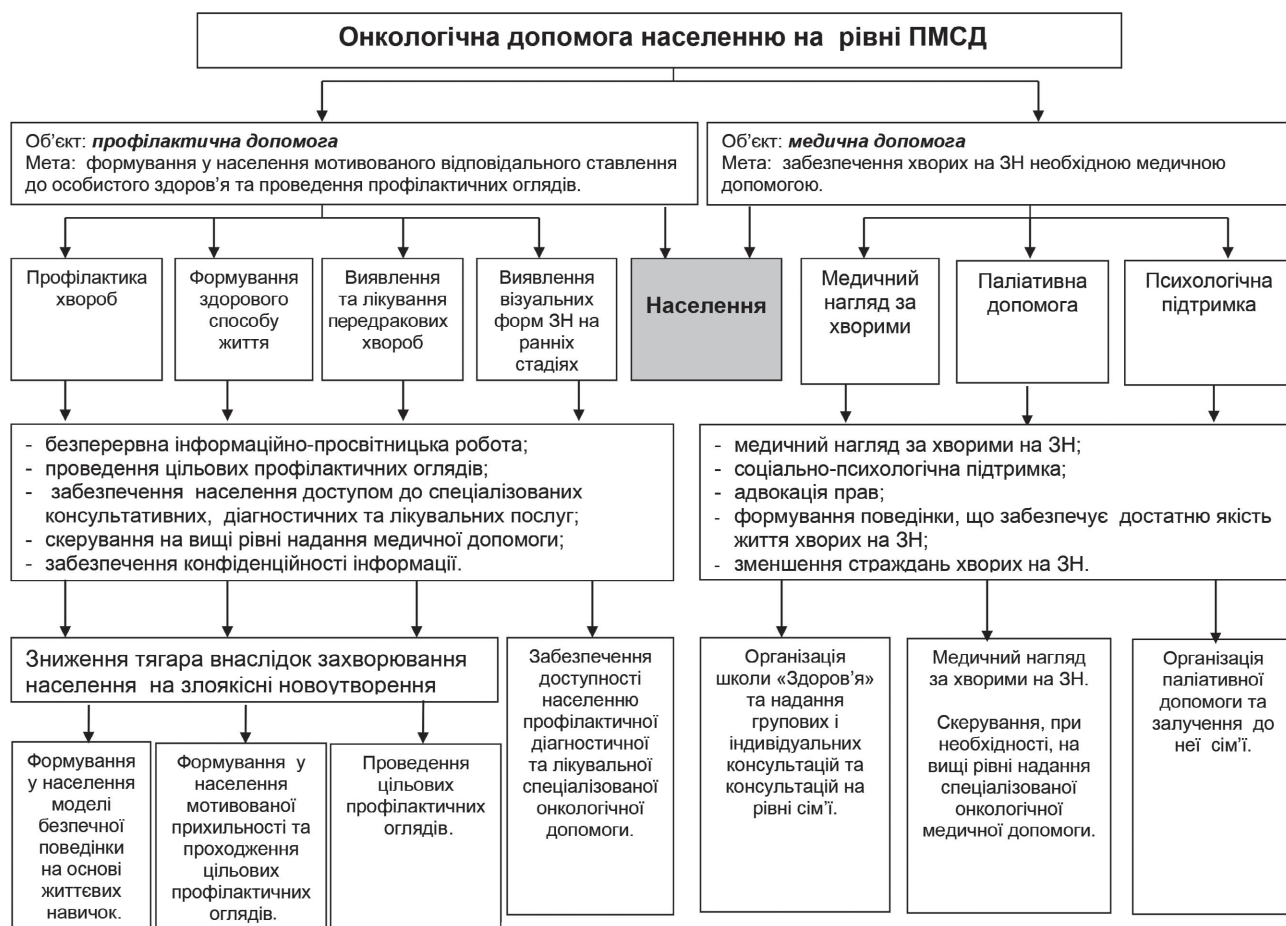 Онкологічна допомога населенню на рівні ПМСД
Об’єкт: профілактична допомога
Мета: формування у населення мотивованого відповідального ставлення
до особистого здоров’я та проведення профілактичних оглядів.
Об’єкт: медична допомога
Мета: забезпечення хворих на ЗН необхідною медичною
допомогою.
Профілактика
хвороб
Формування
здорового
способу
життя
Виявлення
та лікування
передракових
хвороб
Виявлення
візуальних
форм ЗН на
ранніх
стадіях
Населення
Медичний
нагляд за
хворими
Паліативна
допомога
Психологічна
підтримка
- безперервна інформаційно-просвітницька робота;
- проведення цільових профілактичних оглядів;
- забезпечення населення доступом до спеціалізованих
консультативних, діагностичних та лікувальних послуг;
- скерування на вищі рівні надання медичної допомоги;
- забезпечення конфіденційності інформації.
- медичний нагляд за хворими на ЗН;
- соціально-психологічна підтримка;
- адвокація прав;
- формування поведінки, що забезпечує достатню якість
життя хворих на ЗН;
- зменшення страждань хворих на ЗН.
Зниження тягара внаслідок захворювання
населення на злоякісні новоутворення
Формування
у населення
моделі
безпечної
поведінки
на основі
життєвих
навичок.
Формування у
населення
мотивованої
прихильності та
проходження
цільових
профілактичних
оглядів.
Проведення
цільових
профілактичних
оглядів.
Забезпечення
доступності
населенню
профілактичної
діагностичної
та лікувальної
спеціалізованої
онкологічної
допомоги.
Організація
школи «Здоров’я»
та надання
групових і
індивідуальних
консультацій та
консультацій на
рівні сім’ї.
Медичний нагляд
за хворими на ЗН.
Скерування, при
необхідності, на
вищі рівні надання
спеціалізованої
онкологічної
медичної допомоги.
Організація
паліативної
допомоги та
залучення до
неї сім’ї.